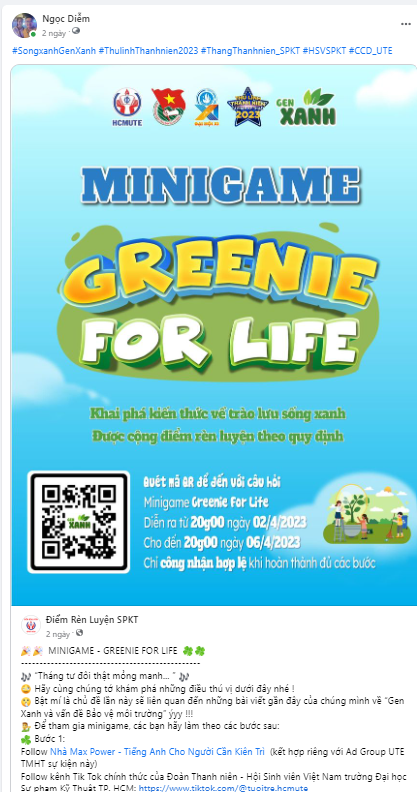 Ngọc Diễm
2 ngày
#SongxanhGenXanh #ThulinhThanhnien2023 #ThangThanhnien_SPKT #HSVSPKT #CCD_UTE
HCMUTE
THỦ LĨNH
THANH NIÊN
2023
GEN
XANH
MINIGAME
GREENIE
FOR LIFE
Khai phá kiến thức về trào lưu sống xanh
Được cộng điểm rèn luyện theo quy định
Quét mã QR để đến với câu hỏi
Minigame Greenie For Life
Diễn ra từ 20g00 ngày 02/4/2023
Cho đến 20g00 ngày 06/4/2023
Chỉ công nhận hợp lệ khi hoàn thành đủ các bước
GEN
XANH
Điểm Rèn Luyện SPKT
2 ngày
🎉🎉 MINIGAME - GREENIE FOR LIFE 🍀🍀
-------------------------------------------------
🎶 "Tháng tư đôi thật mỏng manh... " 🎶
😄 Hãy cùng chúng tớ khám phá những điều thú vị dưới đây nhé !
🤭 Bật mí là chủ đề lần này sẽ liên quan đến những bài viết gần đây của chúng mình về "Gen
Xanh và vấn đề Bảo vệ môi trường" ýyy !!!
💁 Để tham gia minigame, các bạn hãy làm theo các bước sau:
🍀 Bước 1:
Follow Nhà Max Power - Tiếng Anh Cho Người Cần Kiên Trì (kết hợp riêng với Ad Group UTE
TMHT sự kiện này)
Follow kênh Tik Tok chính thức của Đoàn Thanh niên - Hội Sinh viên Việt Nam trường Đại học
Sư phạm Kỹ Thuật TP. HCM: https://www.tiktok.com/@tuoitre.hcmute